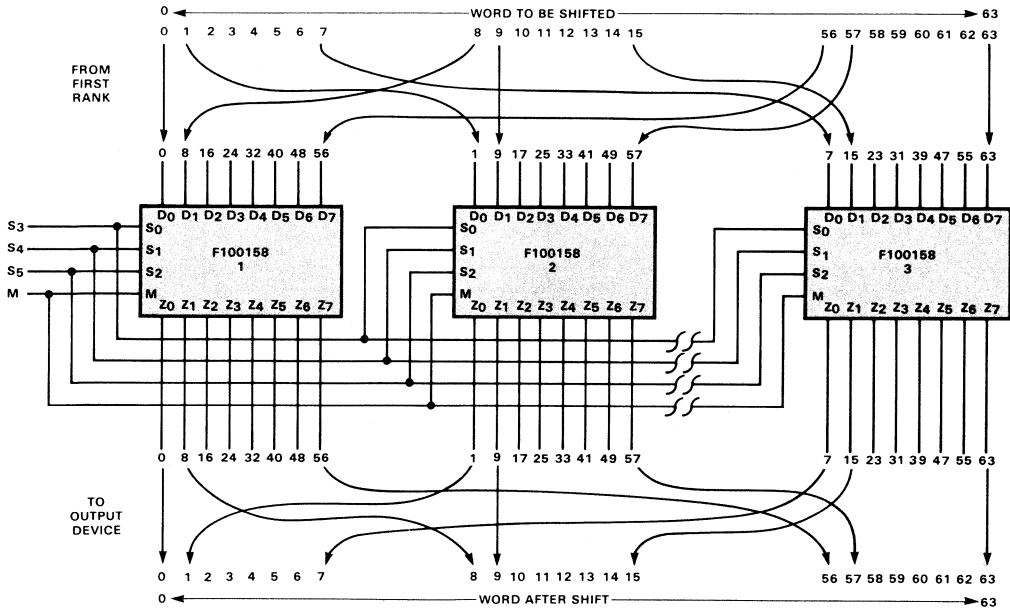 0 WORD TO BE SHIFTED 63
0 1 2 3 4 5 6 7 8 9 10 11 12 13 14 15 56 57 58 59 60 61 62 63
FROM
FIRST
RANK
0 8 16 24 32 40 48 56 1 9 17 25 33 41 49 57 7 15 23 31 39 47 55 63
D0 D1 D2 D3 D4 D5 D6 D7 D0 D1 D2 D3 D4 D5 D6 D7 D0 D1 D2 D3 D4 D5 D6 D7
S3 S0 S0 S0
S4 S1 F100158 S1 F100158 S1 F100158
S5 S2 1 S2 2 S2 3
M M M M
Z0 Z1 Z2 Z3 Z4 Z5 Z6 Z7 Z0 Z1 Z2 Z3 Z4 Z5 Z6 Z7 Z0 Z1 Z2 Z3 Z4 Z5 Z6 Z7
0 8 16 24 32 40 48 56 1 9 17 25 33 41 49 57 7 15 23 31 39 47 55 63
TO
OUTPUT
DEVICE
0 1 2 3 4 5 6 7 8 9 10 11 12 13 14 15 56 57 58 59 60 61 62 63
0 WORD AFTER SHIFT 63